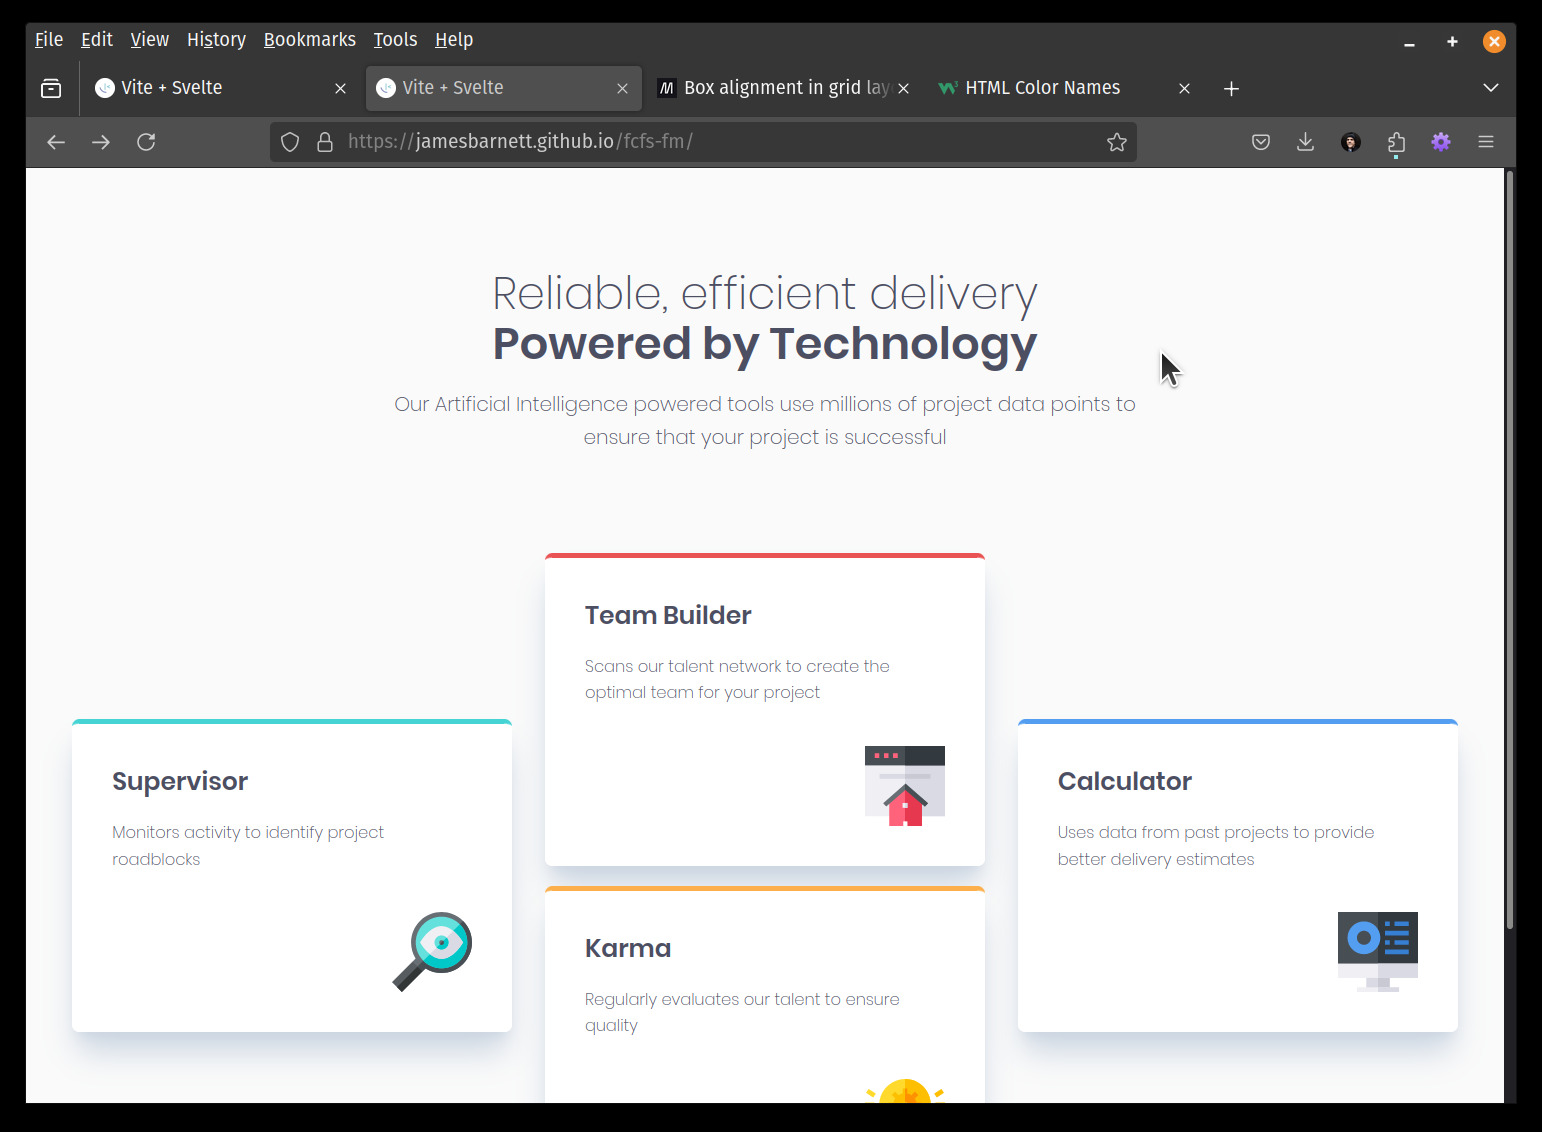 File Edit View History Bookmarks Tools Help
Vite + Svelte
Vite + Svelte
Box alignment in grid lay
HTML Color Names
https://jamesbarnett.github.io/fcfs-fm/
Reliable, efficient delivery
Powered by Technology
Our Artificial Intelligence powered tools use millions of project data points to
ensure that your project is successful
Team Builder
Scans our talent network to create the
optimal team for your project
Supervisor
Monitors activity to identify project
roadblocks
Calculator
Uses data from past projects to provide
better delivery estimates
Karma
Regularly evaluates our talent to ensure
quality